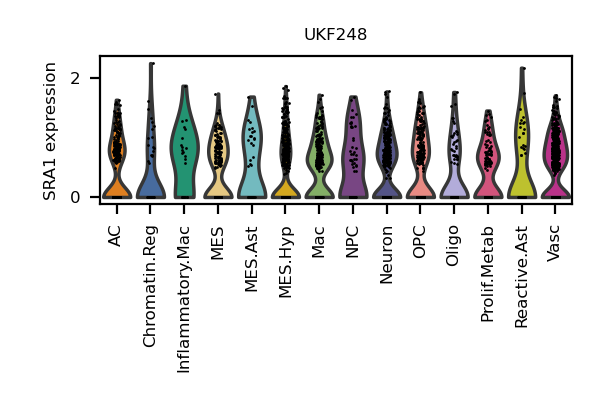 UKF248
SRA1 expression
2
0
AC
Chromatin.Reg
Inflammatory.Mac
MES
MES.Ast
MES.Hyp
Mac
NPC
Neuron
OPC
Oligo
Prolif.Metab
Reactive.Ast
Vasc